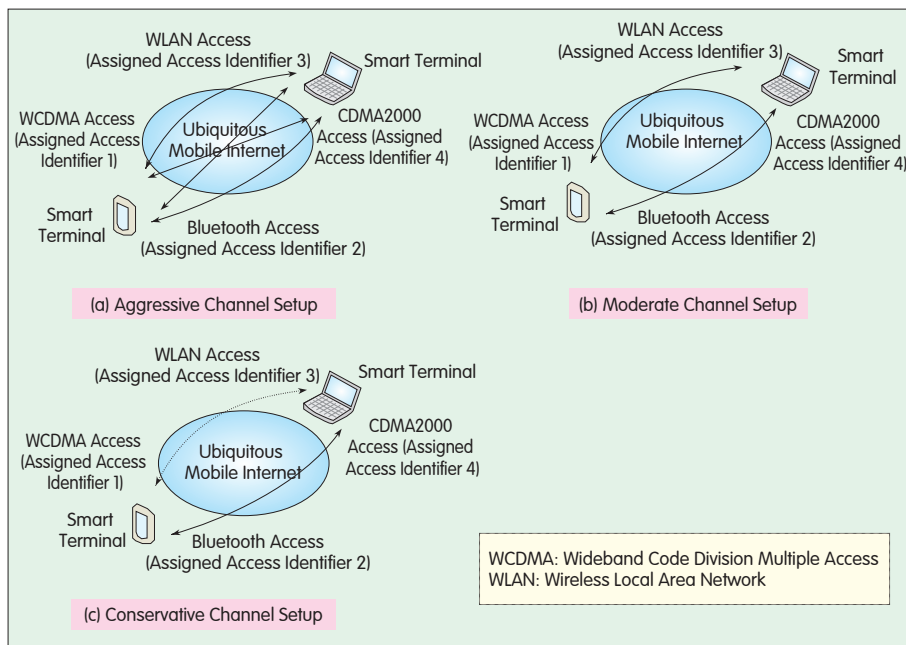 WLAN Access
(Assigned Access Identifier 3)
Smart Terminal
WCDMA Access
(Assigned Access
Identifier 1)
Ubiquitous
Mobile Internet
CDMA2000
Access (Assigned
Access Identifier 4)
Smart
Terminal
Bluetooth Access
(Assigned Access Identifier 2)
(a) Aggressive Channel Setup
WLAN Access
(Assigned Access Identifier 3)
Smart
Terminal
WCDMA Access
(Assigned Access
Identifier 1)
Ubiquitous
Mobile Internet
CDMA2000
Access (Assigned
Access Identifier 4)
Smart
Terminal
Bluetooth Access
(Assigned Access Identifier 2)
(b) Moderate Channel Setup
WLAN Access
(Assigned Access Identifier 3)
Smart Terminal
WCDMA Access
(Assigned Access
Identifier 1)
Ubiquitous
Mobile Internet
CDMA2000
Access (Assigned
Access Identifier 4)
Smart
Terminal
Bluetooth Access
(Assigned Access Identifier 2)
(c) Conservative Channel Setup
WCDMA: Wideband Code Division Multiple Access
WLAN: Wireless Local Area Network